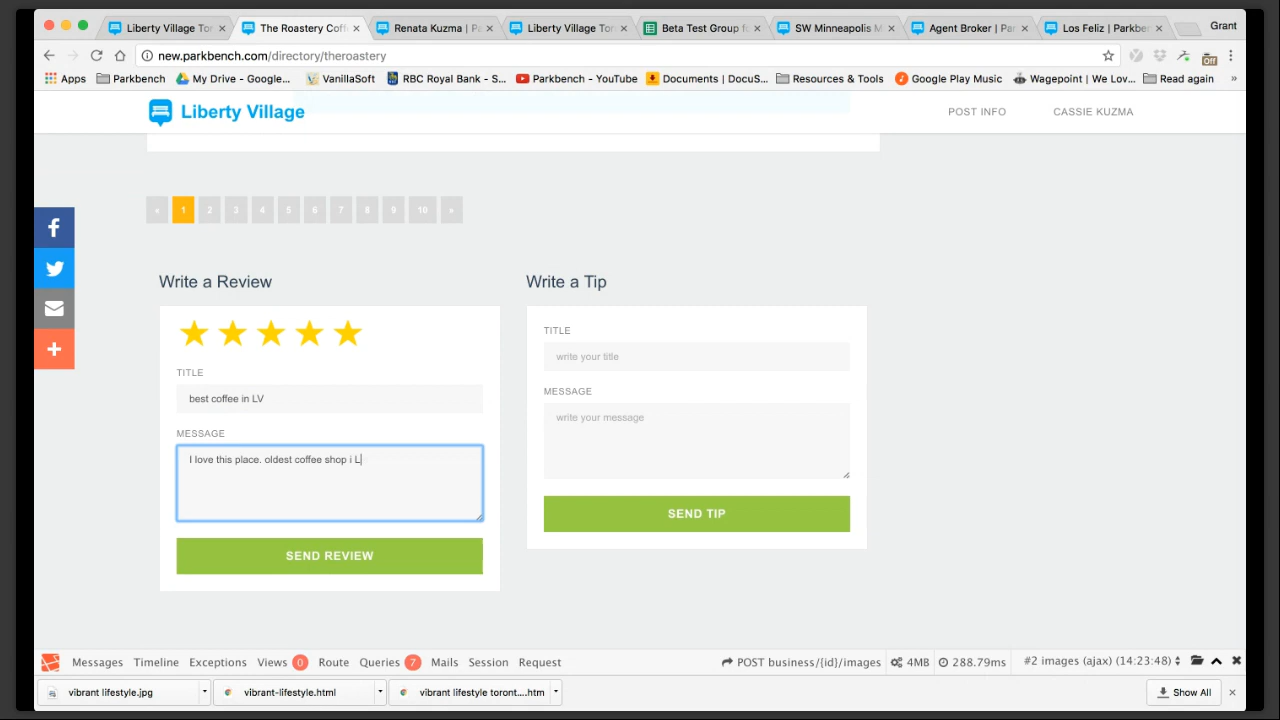 Liberty Village Tor
The Roastery Coff
Renata Kuzma | Pa
Liberty Village Tor
Beta Test Group fo
SW Minneapolis M
Agent Broker | Par
Los Feliz | Parkben
Grant
new.parkbench.com/directory/theroastery
Off
Apps
Parkbench
My Drive - Google...
VanillaSoft
RBC Royal Bank - S...
Parkbench - YouTube
Documents | DocuS...
Resources & Tools
Google Play Music
Wagepoint | We Lov...
Read again
»
Liberty Village
POST INFO
CASSIE KUZMA
« 1 2 3 4 5 6 7 8 9 10 »
Write a Review
TITLE
best coffee in LV
MESSAGE
I love this place. oldest coffee shop i L
SEND REVIEW
Write a Tip
TITLE
write your title
MESSAGE
write your message
SEND TIP
Messages Timeline Exceptions Views 0 Route Queries 7 Mails Session Request
POST business/{id}/images 4MB 288.79ms #2 images (ajax) (14:23:48)
vibrant lifestyle.jpg
vibrant-lifestyle.html
vibrant lifestyle toront....htm
Show All